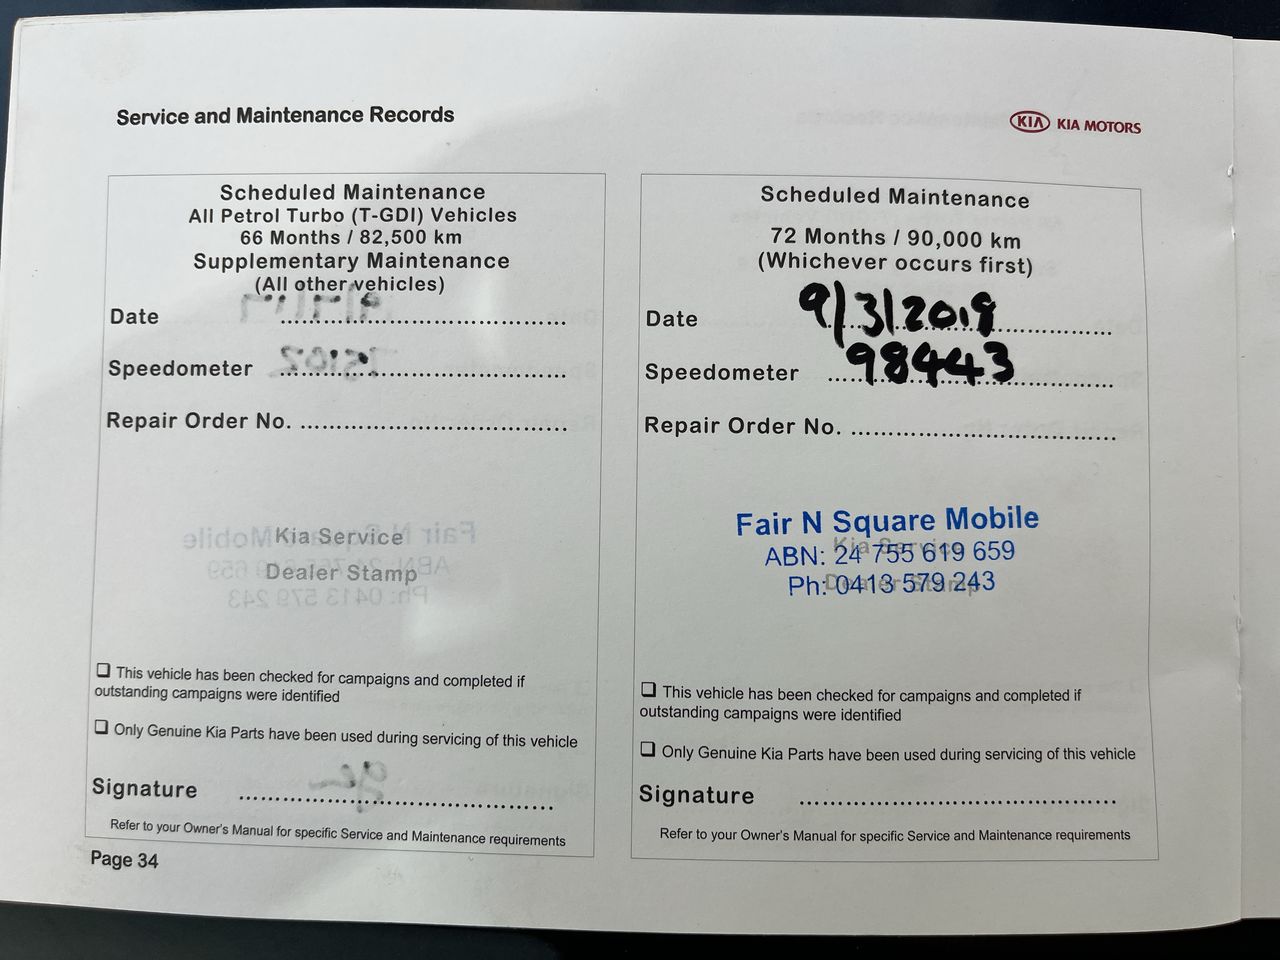 Service and Maintenance Records
KIA KIA MOTORS
Scheduled Maintenance
All Petrol Turbo (T-GDI) Vehicles
66 Months / 82,500 km
Supplementary Maintenance
(All other vehicles)
Date ....................................
Speedometer ....................................
Repair Order No. ....................................
Kia Service
Dealer Stamp
❏ This vehicle has been checked for campaigns and completed if
outstanding campaigns were identified
❏ Only Genuine Kia Parts have been used during servicing of this vehicle
Signature ....................................
Refer to your Owner's Manual for specific Service and Maintenance requirements
Page 34
Scheduled Maintenance
72 Months / 90,000 km
(Whichever occurs first)
Date 9/3/2019
Speedometer 98443
Repair Order No. ....................................
Fair N Square Mobile
Kia Service
ABN: 24 755 619 659
Dealer Stamp
Ph: 0413 579 243
❏ This vehicle has been checked for campaigns and completed if
outstanding campaigns were identified
❏ Only Genuine Kia Parts have been used during servicing of this vehicle
Signature ....................................
Refer to your Owner's Manual for specific Service and Maintenance requirements